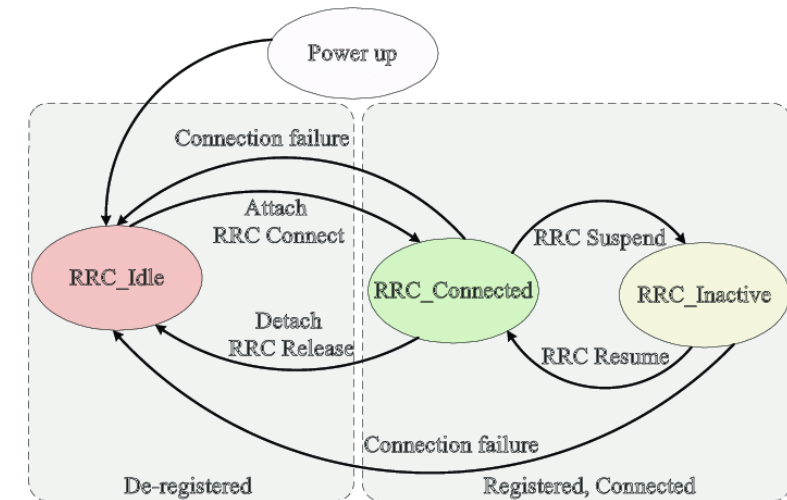 Power up
Connection failure
Attach
RRC Connect
RRC Suspend
RRC_Idle
RRC_Connected
RRC_Inactive
Detach
RRC Release
RRC Resume
Connection failure
De-registered
Registered, Connected